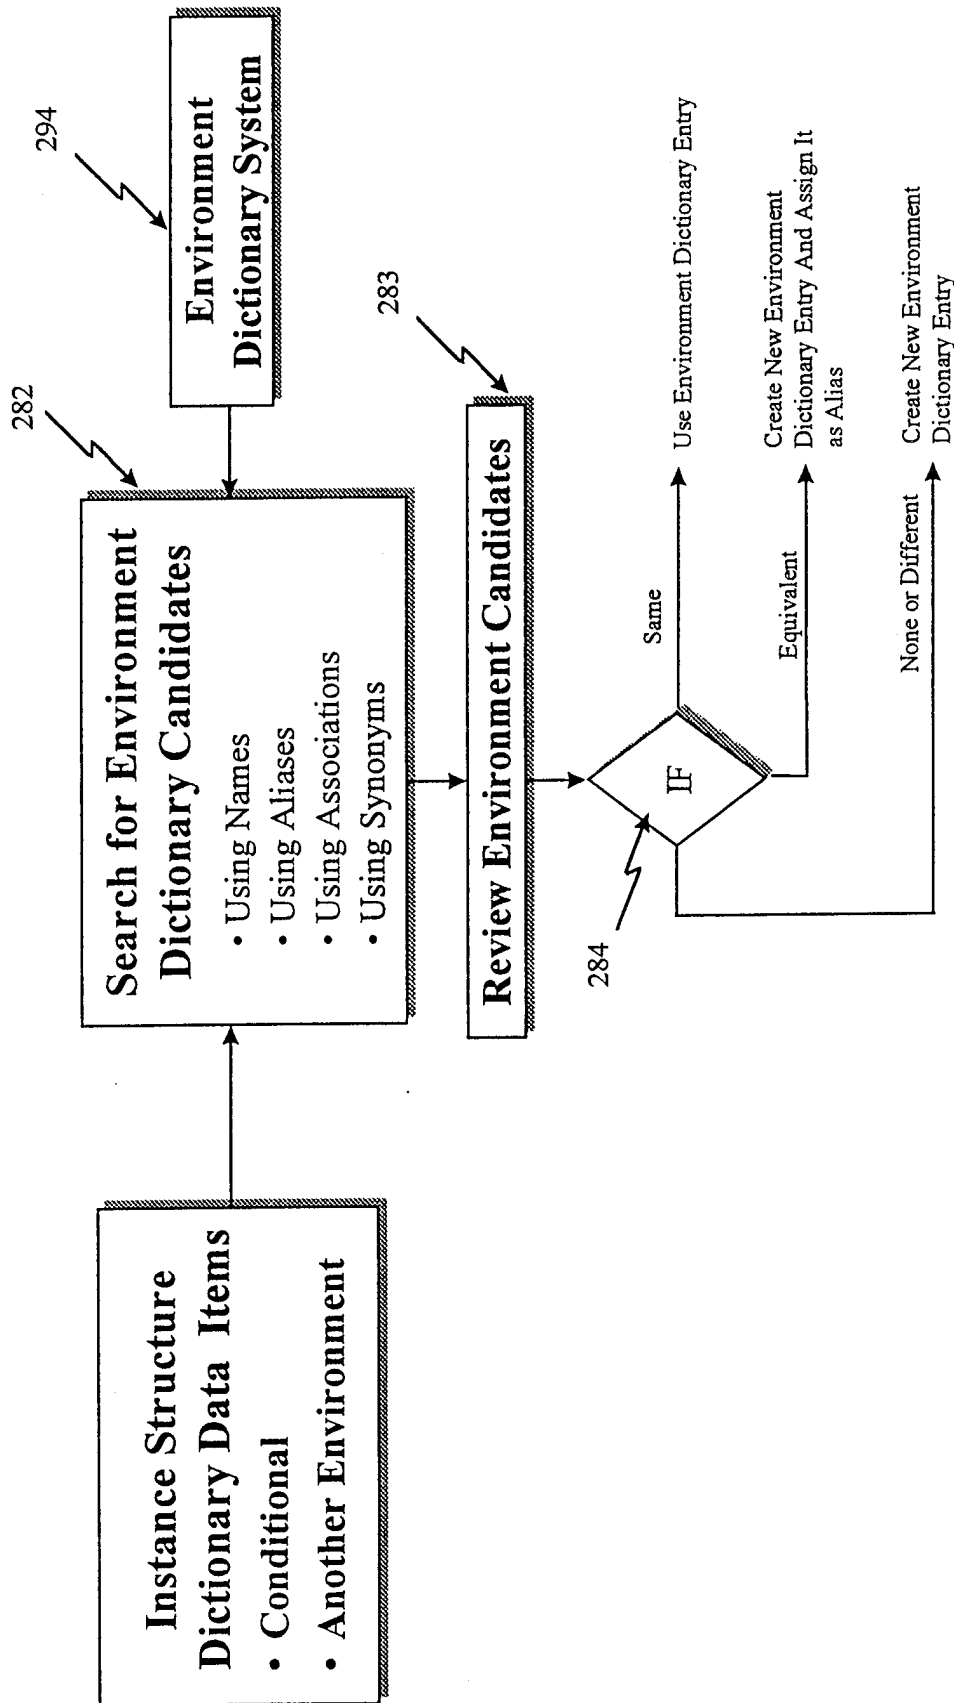 Instance Structure
Dictionary Data Items
• Conditional
• Another Environment
282
Search for Environment
Dictionary Candidates
• Using Names
• Using Aliases
• Using Associations
• Using Synonyms
294
Environment
Dictionary System
283
Review Environment Candidates
284
IF
Same
Use Environment Dictionary Entry
Equivalent
Create New Environment
Dictionary Entry And Assign It
as Alias
None or Different
Create New Environment
Dictionary Entry